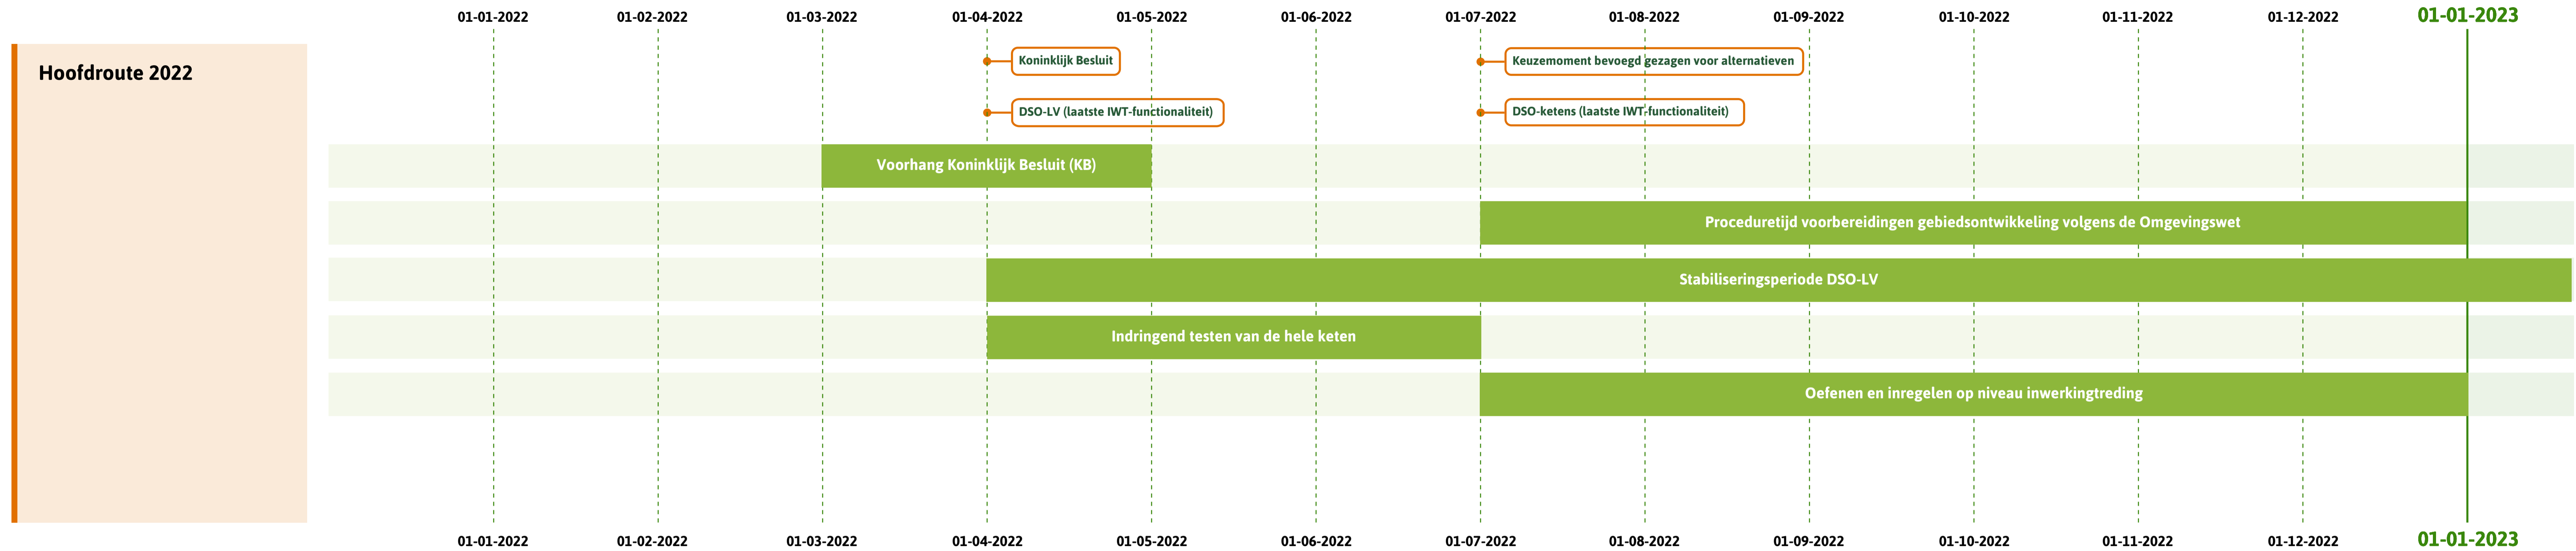 01-01-2022 01-02-2022 01-03-2022 01-04-2022 01-05-2022 01-06-2022 01-07-2022 01-08-2022 01-09-2022 01-10-2022 01-11-2022 01-12-2022 01-01-2023
Hoofdroute 2022
Koninklijk Besluit
Keuzemoment bevoegd gezagen voor alternatieven
DSO-LV (laatste IWT-functionaliteit)
DSO-ketens (laatste IWT-functionaliteit)
Voorhang Koninklijk Besluit (KB)
Proceduretijd voorbereidingen gebiedsontwikkeling volgens de Omgevingswet
Stabiliseringsperiode DSO-LV
Indringend testen van de hele keten
Oefenen en inregelen op niveau inwerkingtreding
01-01-2022 01-02-2022 01-03-2022 01-04-2022 01-05-2022 01-06-2022 01-07-2022 01-08-2022 01-09-2022 01-10-2022 01-11-2022 01-12-2022 01-01-2023